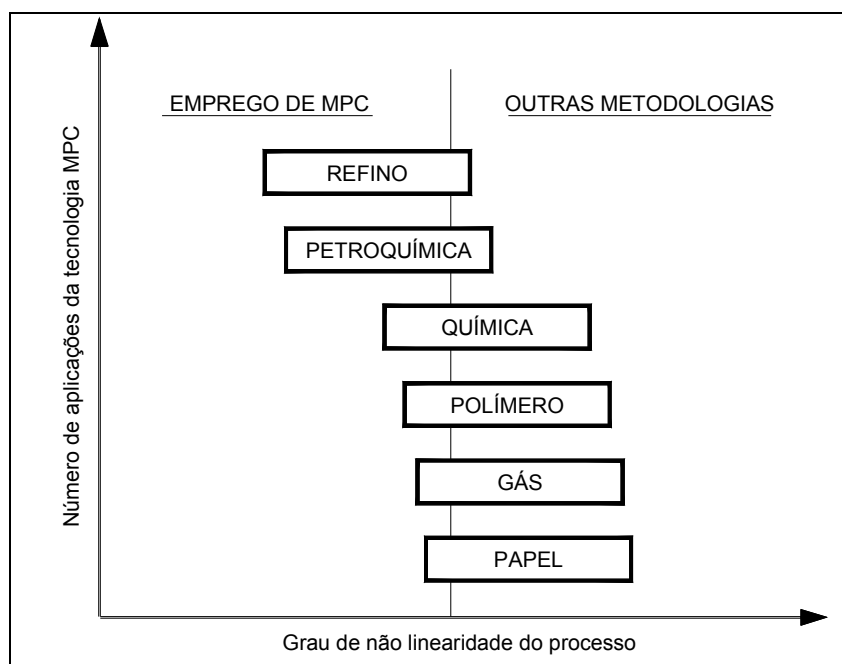 Número de aplicações da tecnologia MPC
EMPREGO DE MPC
OUTRAS METODOLOGIAS
REFINO
PETROQUÍMICA
QUÍMICA
POLÍMERO
GÁS
PAPEL
Grau de não linearidade do processo